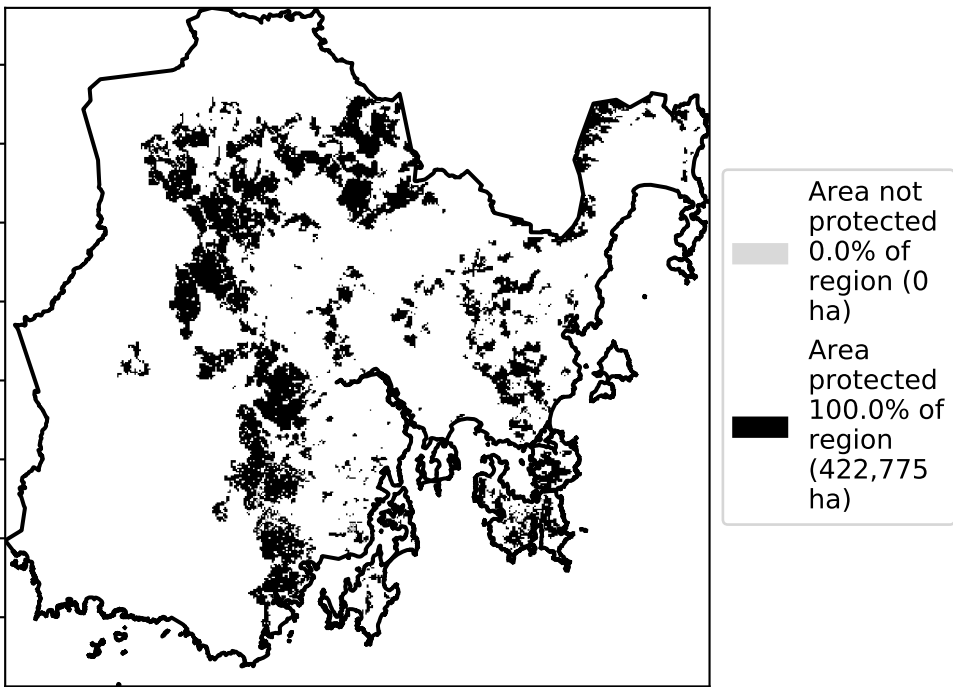 Area not
protected
0.0% of
region (0
ha)
Area
protected
100.0% of
region
(422,775
ha)